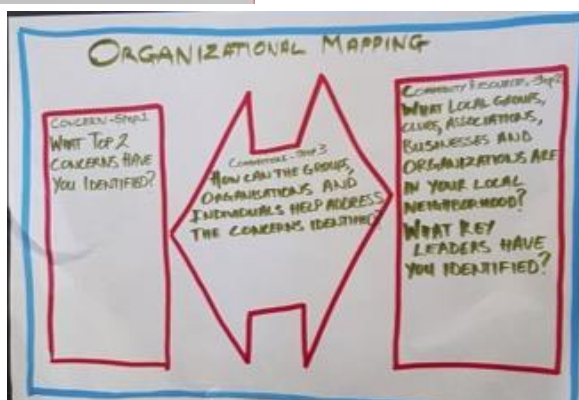 ORGANIZATIONAL MAPPING
CONCERN-STEP 1
WHAT TOP 2
CONCERNS HAVE
YOU IDENTIFIED?
CONNECTIONS-STEP 3
HOW CAN THE GROUPS,
ORGANISATIONS AND
INDIVIDUALS HELP ADDRESS
THE CONCERNS IDENTIFIED?
COMMUNITY RESOURCES-STEP 2
WHAT LOCAL GROUPS,
CLUBS, ASSOCIATIONS,
BUSINESSES AND
ORGANIZATIONS ARE
IN YOUR LOCAL
NEIGHBORHOOD?
WHAT KEY
LEADERS HAVE
YOU IDENTIFIED?